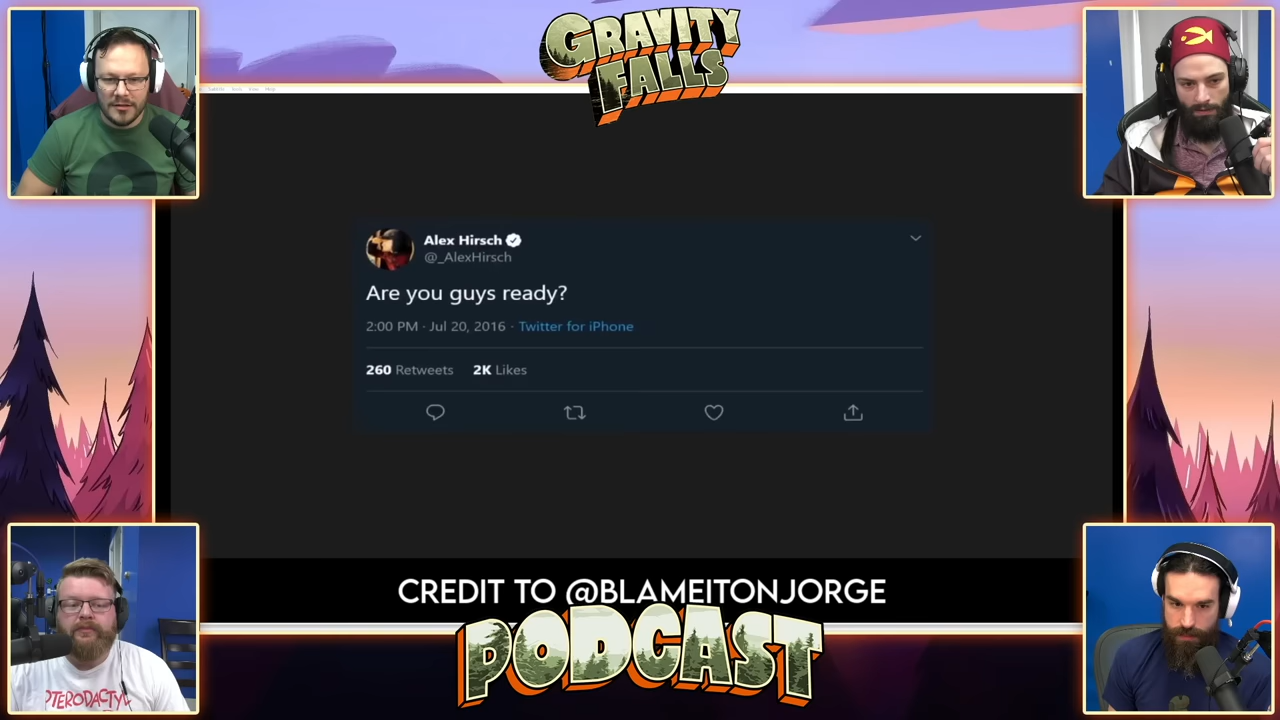 GRAVITY
FALLS
Alex Hirsch
@_AlexHirsch
Are you guys ready?
2:00 PM · Jul 20, 2016 · Twitter for iPhone
260 Retweets 2K Likes
CREDIT TO @BLAMEITONJORGE
PODCAST
PTERODACTYL